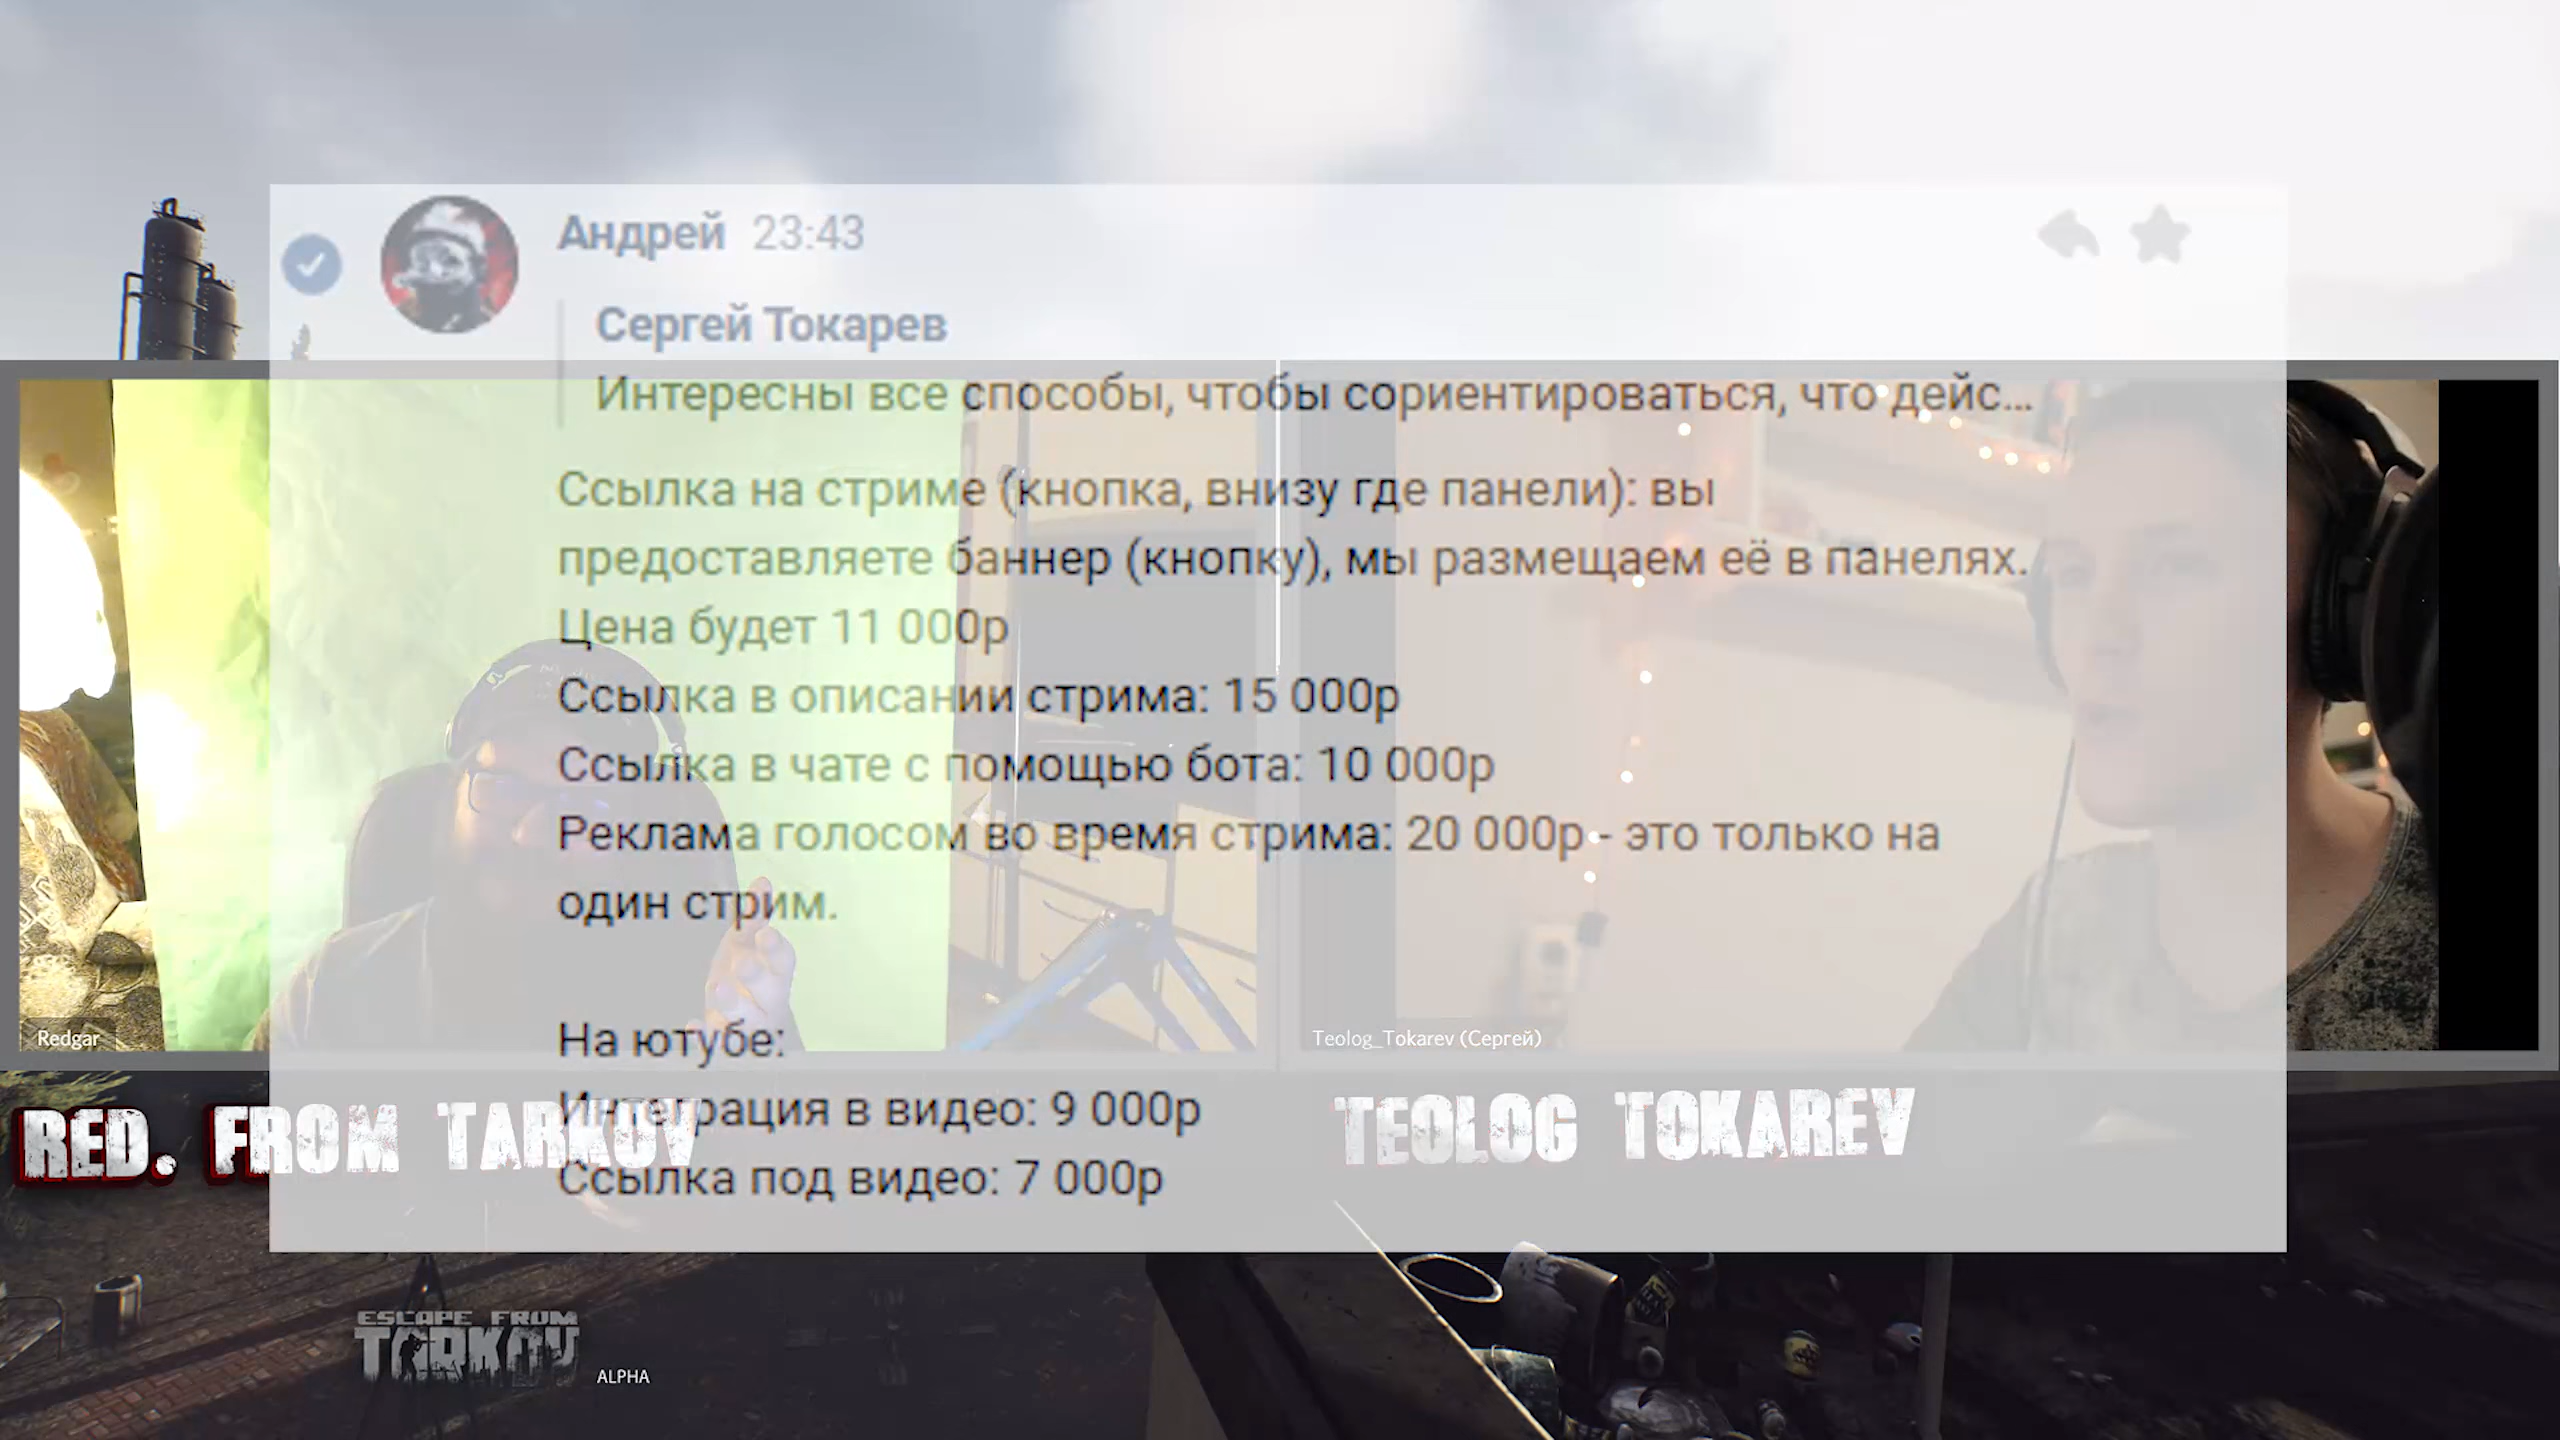 Андрей 23:43
Сергей Токарев
Интересны все способы, чтобы сориентироваться, что дейс...
Ссылка на стриме (кнопка, внизу где панели): вы
предоставляете баннер (кнопку), мы размещаем её в панелях.
Цена будет 11 000р
Ссылка в описании стрима: 15 000р
Ссылка в чате с помощью бота: 10 000р
Реклама голосом во время стрима: 20 000р - это только на
один стрим.
На ютубе:
Интеграция в видео: 9 000р
Ссылка под видео: 7 000р
Redgar
Teolog_Tokarev (Сергей)
RED. FROM TARKOV
TEOLOG TOKAREV
ESCAPE FROM
TARKOV
ALPHA